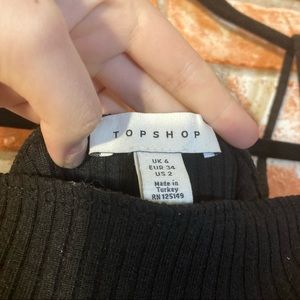 TOPSHOP
UK 6
EUR 34
US 2
Made in
Turkey
RN 125149